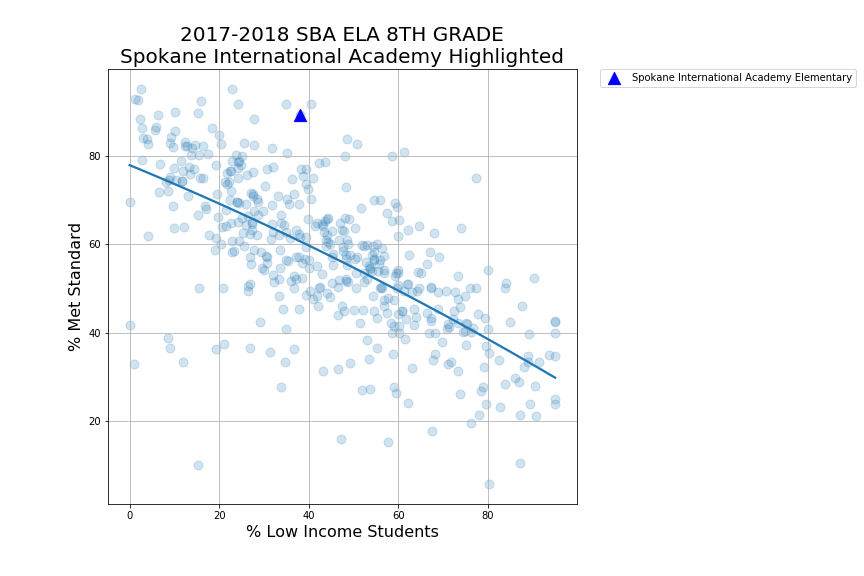 2017-2018 SBA ELA 8TH GRADE
Spokane International Academy Highlighted
Spokane International Academy Elementary
% Met Standard
80
60
40
20
0 20 40 60 80
% Low Income Students